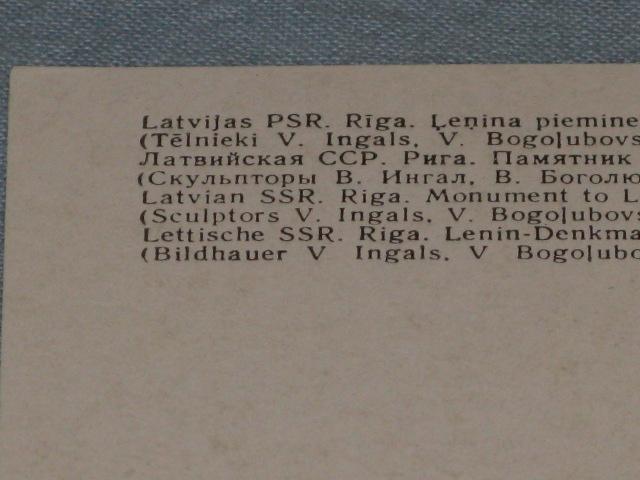 Latvijas PSR. Rīga. Ļeņina piemine
(Tēlnieki V. Ingals, V. Bogoļubovs
Латвийская ССР. Рига. Памятник
(Скульпторы В. Ингал, В. Боголю
Latvian SSR. Riga. Monument to L
(Sculptors V. Ingals, V. Bogoļubovs
Lettische SSR. Riga. Lenin-Denkma
(Bildhauer V Ingals. V Bogoļubo